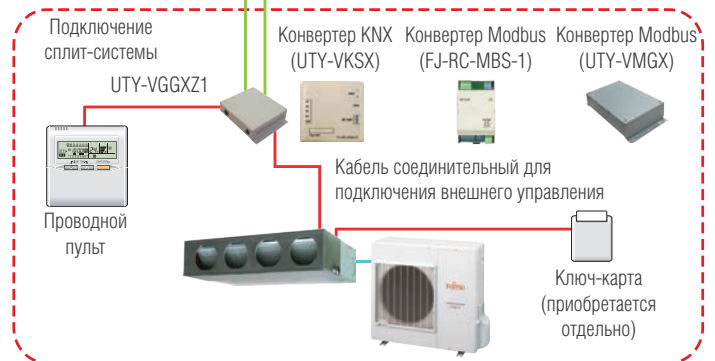 Подключение
сплит-системы
UTY-VGGXZ1
Конвертер KNX
(UTY-VKSX)
Конвертер Modbus
(FJ-RC-MBS-1)
Конвертер Modbus
(UTY-VMGX)
Проводной
пульт
Кабель соединительный для
подключения внешнего управления
FUJITSU
Ключ-карта
(приобретается
отдельно)